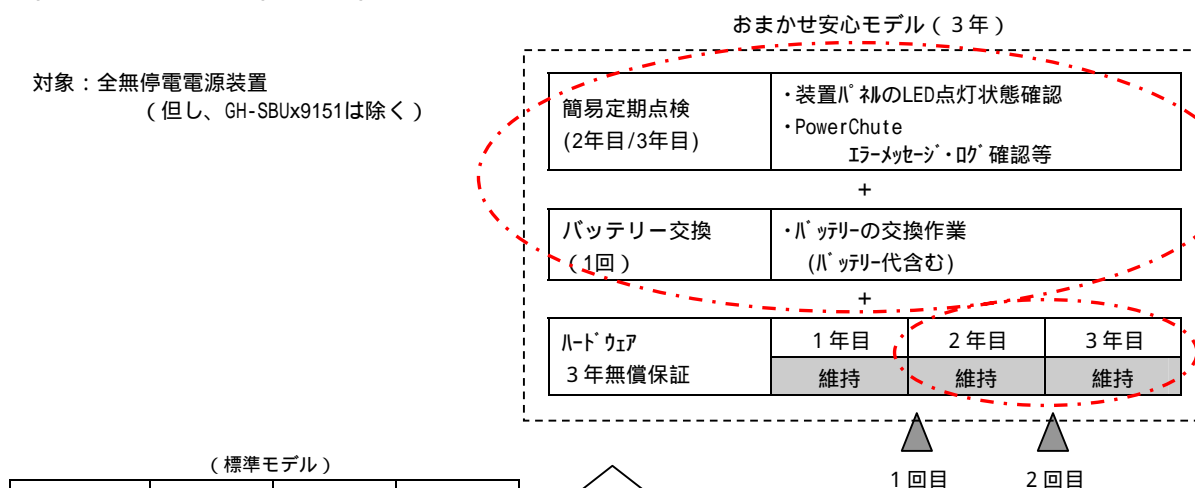 おまかせ安心モデル(3年)
対象:全無停電電源装置
(但し、GH-SBUx9151は除く)
簡易定期点検
(2年目/3年目)
・装置ﾊﾟﾈﾙのLED点灯状態確認
・PowerChute
ｴﾗｰﾒｯｾｰｼﾞ・ﾛｸﾞ確認等
+
バッテリー交換
(1回)
・ﾊﾞｯﾃﾘｰの交換作業
(ﾊﾞｯﾃﾘｰ代含む)
+
ﾊｰﾄﾞｳｪｱ
3年無償保証
1年目 2年目 3年目
維持 維持 維持
(標準モデル)
1回目 2回目